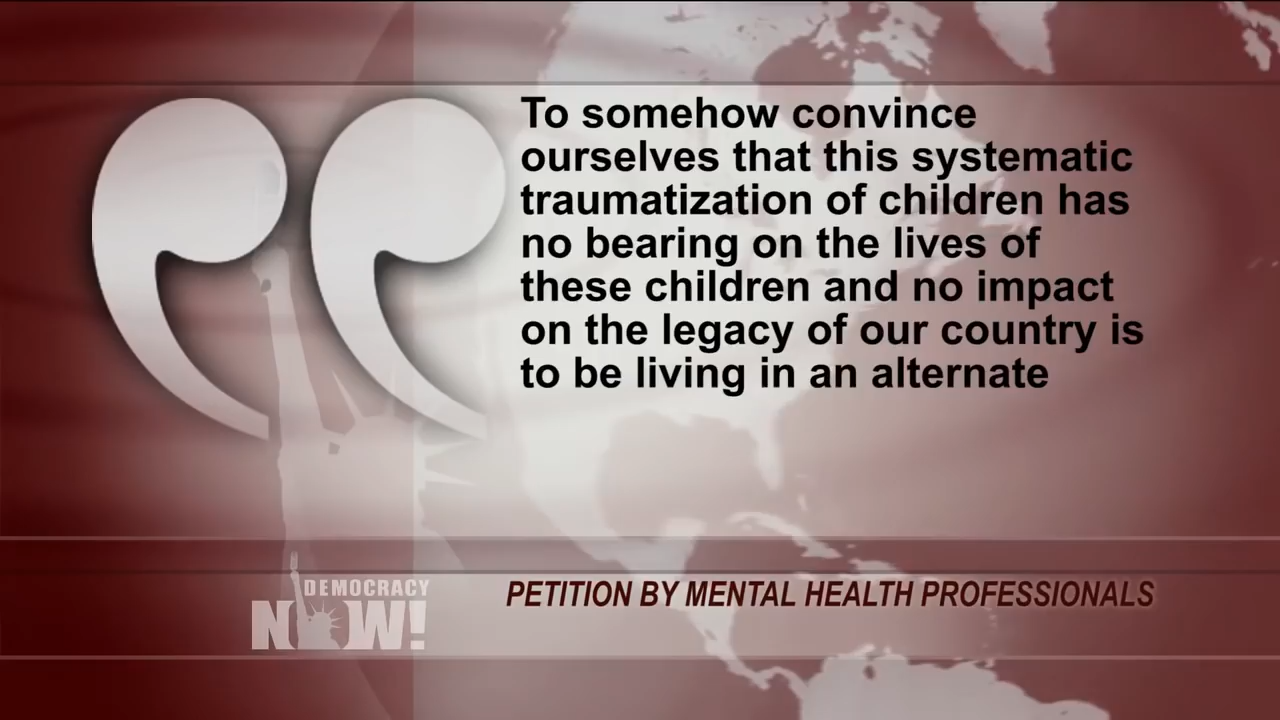 To somehow convince
ourselves that this systematic
traumatization of children has
no bearing on the lives of
these children and no impact
on the legacy of our country is
to be living in an alternate
PETITION BY MENTAL HEALTH PROFESSIONALS
DEMOCRACY
NOW!